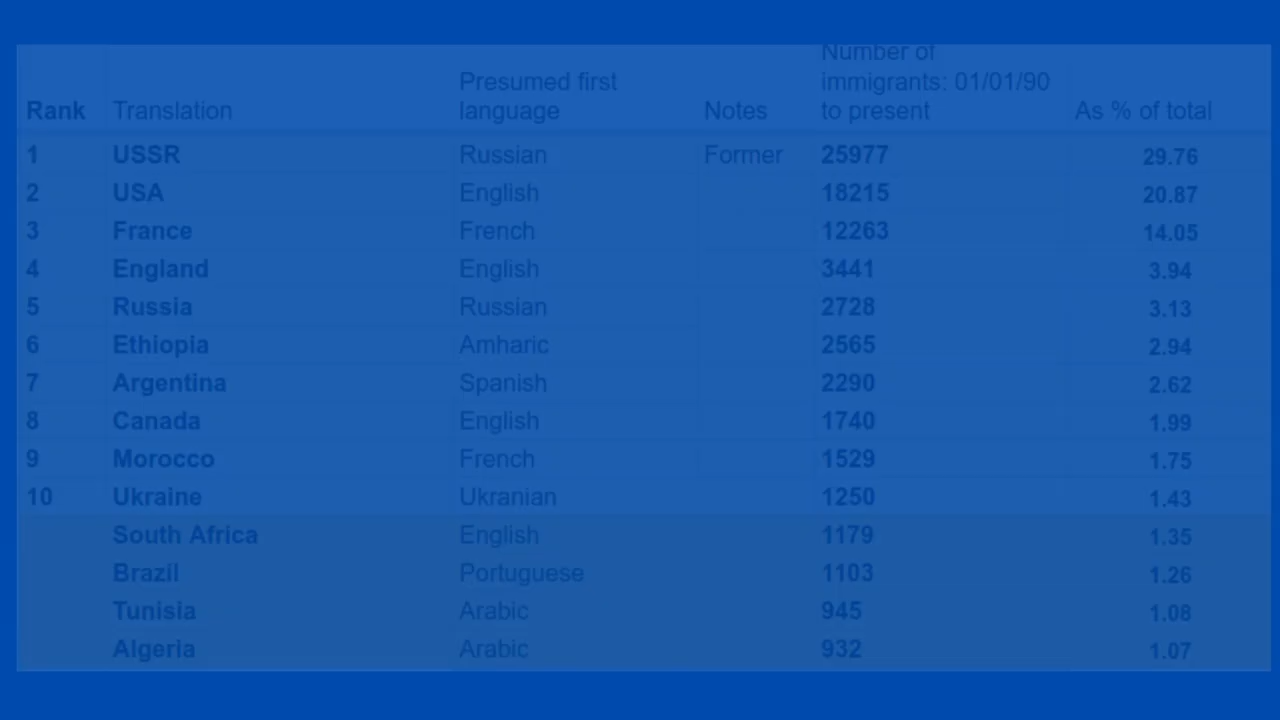 Number of
Presumed first immigrants: 01/01/90
Rank Translation language Notes to present As % of total
1 USSR Russian Former 25977 29.76
2 USA English 18215 20.87
3 France French 12263 14.05
4 England English 3441 3.94
5 Russia Russian 2728 3.13
6 Ethiopia Amharic 2565 2.94
7 Argentina Spanish 2290 2.62
8 Canada English 1740 1.99
9 Morocco French 1529 1.75
10 Ukraine Ukranian 1250 1.43
South Africa English 1179 1.35
Brazil Portuguese 1103 1.26
Tunisia Arabic 945 1.08
Algeria Arabic 932 1.07